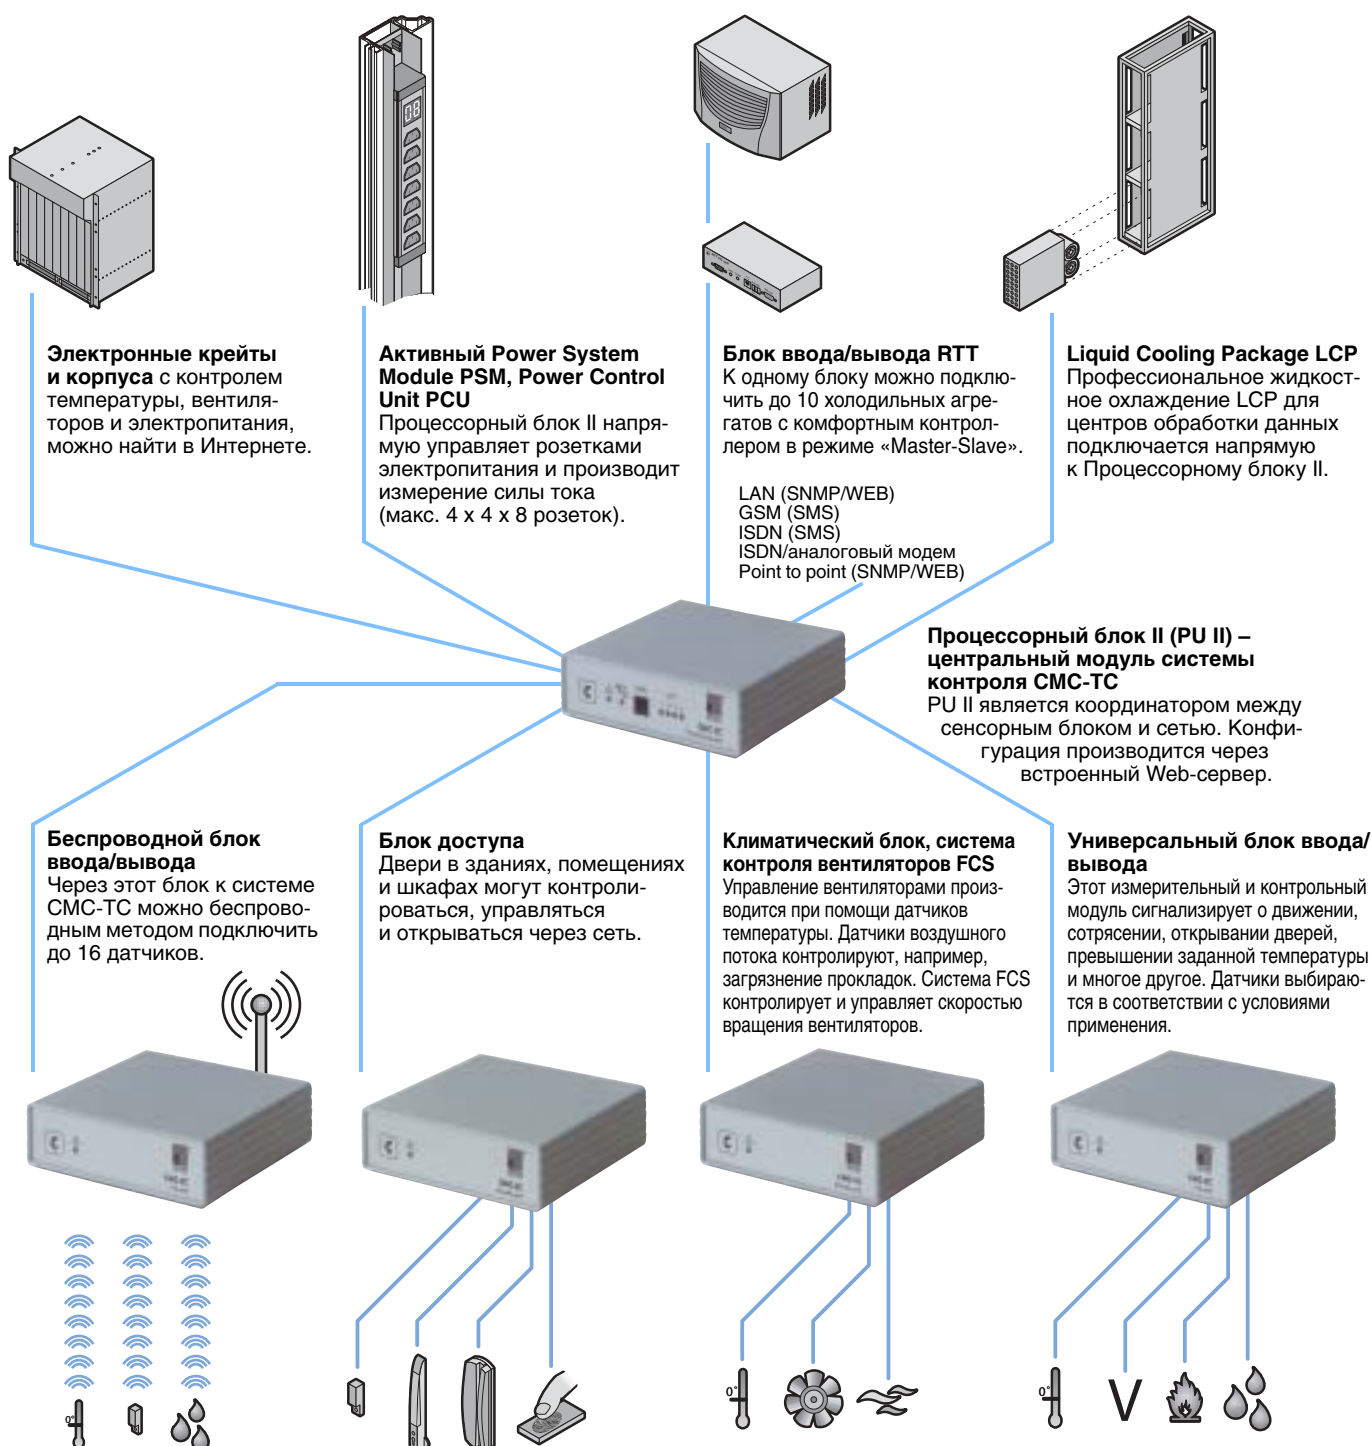 Электронные крейты
и корпуса с контролем
температуры, вентиля-
торов и электропитания,
можно найти в Интернете.
Активный Power System
Module PSM, Power Control
Unit PCU
Процессорный блок II напря-
мую управляет розетками
электропитания и производит
измерение силы тока
(макс. 4 x 4 x 8 розеток).
Блок ввода/вывода RTT
К одному блоку можно подклю-
чить до 10 холодильных агре-
гатов с комфортным контрол-
лером в режиме «Master-Slave».
LAN (SNMP/WEB)
GSM (SMS)
ISDN (SMS)
ISDN/аналоговый модем
Point to point (SNMP/WEB)
Liquid Cooling Package LCP
Профессиональное жидкост-
ное охлаждение LCP для
центров обработки данных
подключается напрямую
к Процессорному блоку II.
Процессорный блок II (PU II) –
центральный модуль системы
контроля CMC-TC
PU II является координатором между
сенсорным блоком и сетью. Конфи-
гурация производится через
встроенный Web-сервер.
Беспроводной блок
ввода/вывода
Через этот блок к системе
CMC-TC можно беспрово-
дным методом подключить
до 16 датчиков.
Блок доступа
Двери в зданиях, помещениях
и шкафах могут контроли-
роваться, управляться
и открываться через сеть.
Климатический блок, система
контроля вентиляторов FCS
Управление вентиляторами произ-
водится при помощи датчиков
температуры. Датчики воздушного
потока контролируют, например,
загрязнение прокладок. Система FCS
контролирует и управляет скоростью
вращения вентиляторов.
Универсальный блок ввода/
вывода
Этот измерительный и контрольный
модуль сигнализирует о движении,
сотрясении, открывании дверей,
превышении заданной температуры
и многое другое. Датчики выбираю-
тся в соответствии с условиями
применения.
0°
0°
0°
V